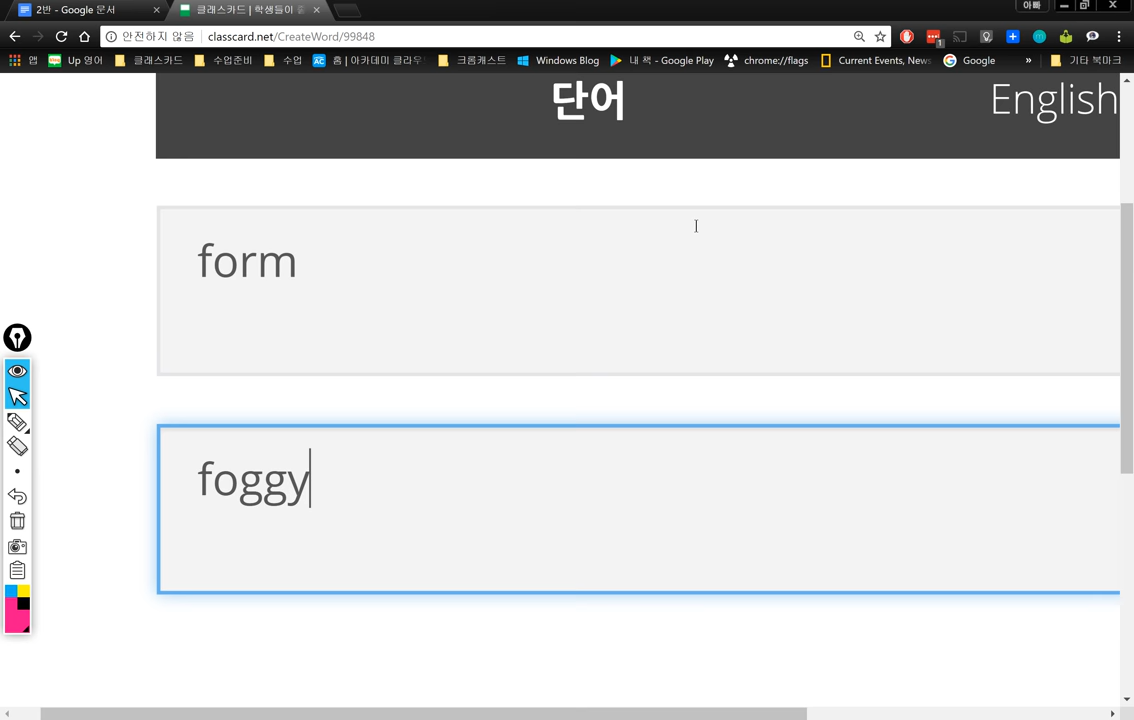 2반 - Google 문서
클래스카드 | 학생들이 좋
아빠
안전하지 않음 classcard.net/CreateWord/99848
1
앱 Up 영어 클래스카드 수업준비 수업 AC 홈 | 아카데미 클라우 크롬캐스트 Windows Blog 내 책 - Google Play chrome://flags Current Events, News Google » 기타 북마크
단어 English
form
foggy